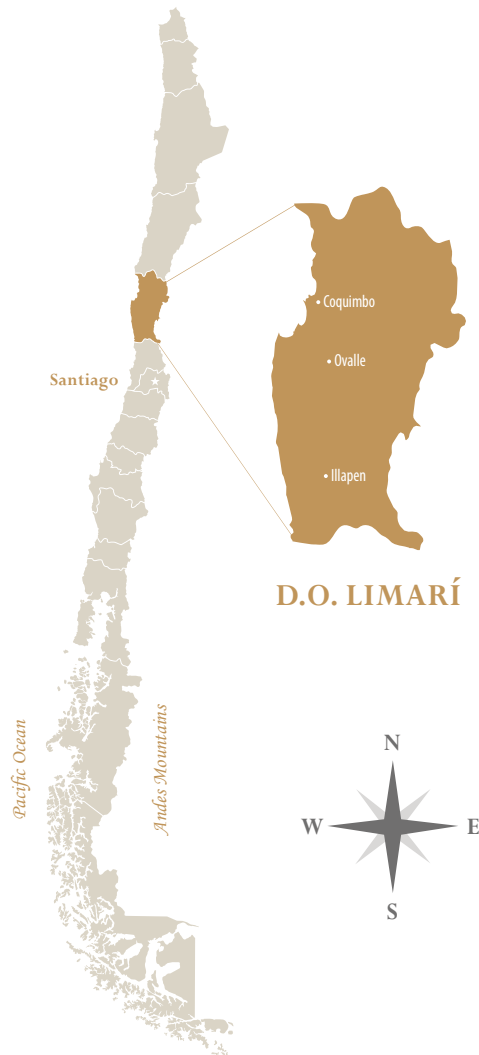 Coquimbo
Ovalle
Santiago
Illapen
D.O. LIMARÍ
Pacific Ocean
Andes Mountains
N
W
E
S